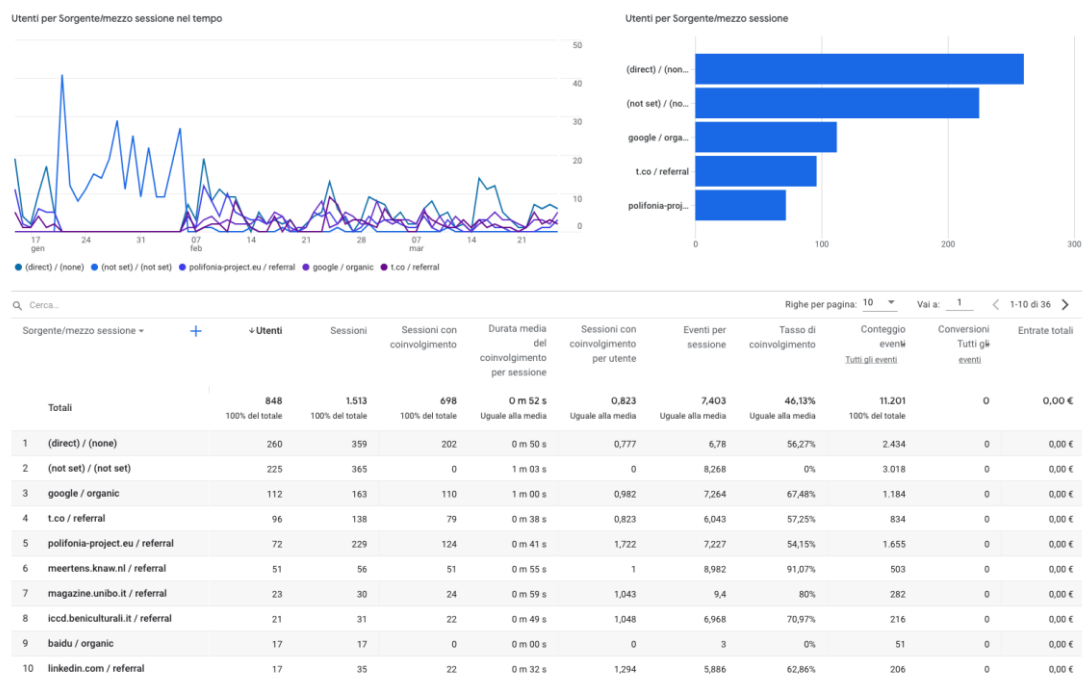 Utenti per Sorgente/mezzo sessione nel tempo
50
40
30
20
10
0
17 24 31 07 14 21 28 07 14 21
gen feb mar
(direct) / (none) (not set) / (not set) polifonia-project.eu / referral google / organic t.co / referral
Utenti per Sorgente/mezzo sessione
(direct) / (non...
(not set) / (no...
google / orga...
t.co / referral
polifonia-proj...
0 100 200 300
Cerca... Righe per pagina: 10 Vai a: 1 1-10 di 36
Sorgente/mezzo sessione + ↓Utenti Sessioni Sessioni con coinvolgimento Durata media del coinvolgimento per sessione Sessioni con coinvolgimento per utente Eventi per sessione Tasso di coinvolgimento Conteggio eventi Tutti gli eventi Conversioni Tutti gli eventi Entrate totali
Totali 848 1.513 698 0 m 52 s 0,823 7,403 46,13% 11.201 0 0,00 €
100% del totale 100% del totale 100% del totale Uguale alla media Uguale alla media Uguale alla media Uguale alla media 100% del totale
1 (direct) / (none) 260 359 202 0 m 50 s 0,777 6,78 56,27% 2.434 0 0,00 €
2 (not set) / (not set) 225 365 0 1 m 03 s 0 8,268 0% 3.018 0 0,00 €
3 google / organic 112 163 110 1 m 00 s 0,982 7,264 67,48% 1.184 0 0,00 €
4 t.co / referral 96 138 79 0 m 38 s 0,823 6,043 57,25% 834 0 0,00 €
5 polifonia-project.eu / referral 72 229 124 0 m 41 s 1,722 7,227 54,15% 1.655 0 0,00 €
6 meertens.knaw.nl / referral 51 56 51 0 m 55 s 1 8,982 91,07% 503 0 0,00 €
7 magazine.unibo.it / referral 23 30 24 0 m 59 s 1,043 9,4 80% 282 0 0,00 €
8 iccd.beniculturali.it / referral 21 31 22 0 m 49 s 1,048 6,968 70,97% 216 0 0,00 €
9 baidu / organic 17 17 0 0 m 00 s 0 3 0% 51 0 0,00 €
10 linkedin.com / referral 17 35 22 0 m 32 s 1,294 5,886 62,86% 206 0 0,00 €